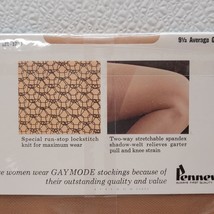 9½ Average
Special run-stop lockstitch
knit for maximum wear
Two-way stretchable spandex
shadow-welt relieves garter
pull and knee strain
e women wear GAYMODE stockings because of
their outstanding quality and value
Penney